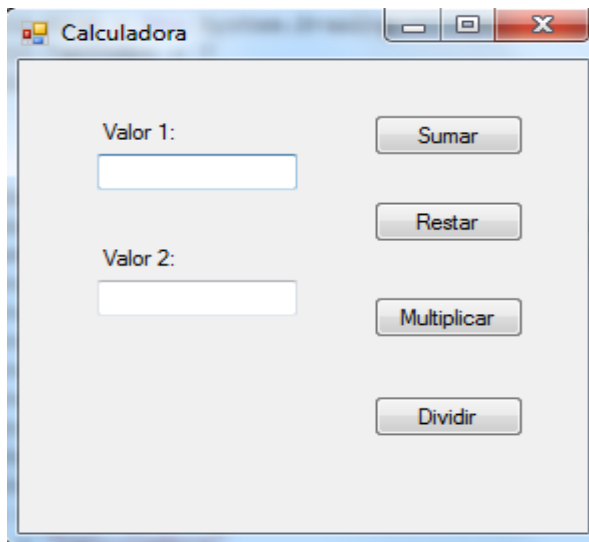 Calculadora
Valor 1:
Sumar
Restar
Valor 2:
Multiplicar
Dividir